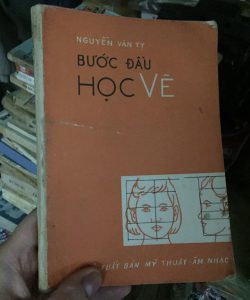 NGUYỄN VĂN TỴ
BƯỚC ĐẦU
HỌC VẼ
XUẤT BẢN MỸ THUẬT-ÂM NHẠC